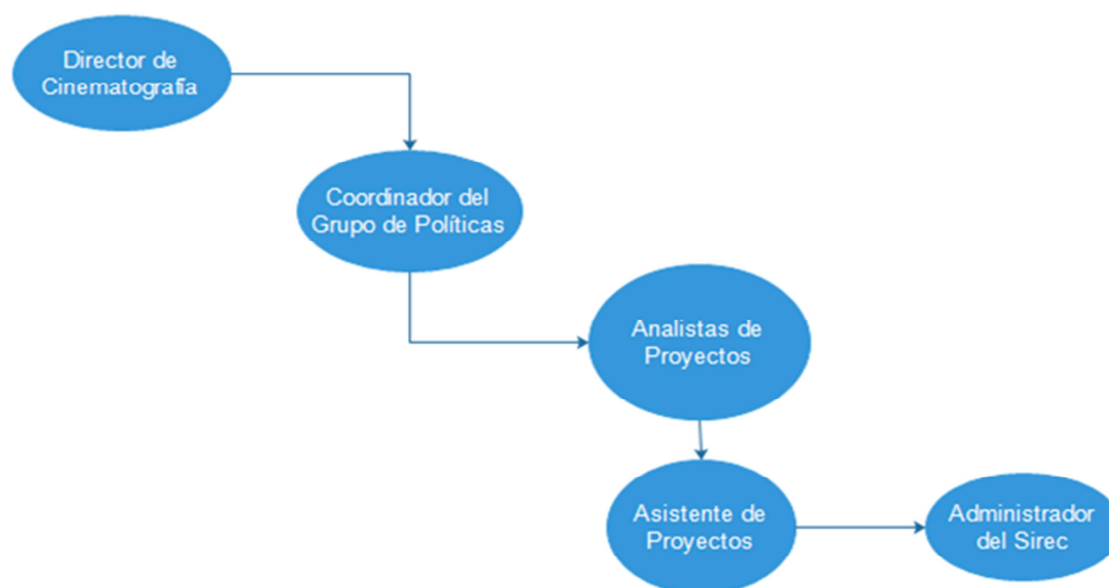 Director de
Cinematografía
Coordinador del
Grupo de Políticas
Analistas de
Proyectos
Asistente de
Proyectos
Administrador
del Sirec